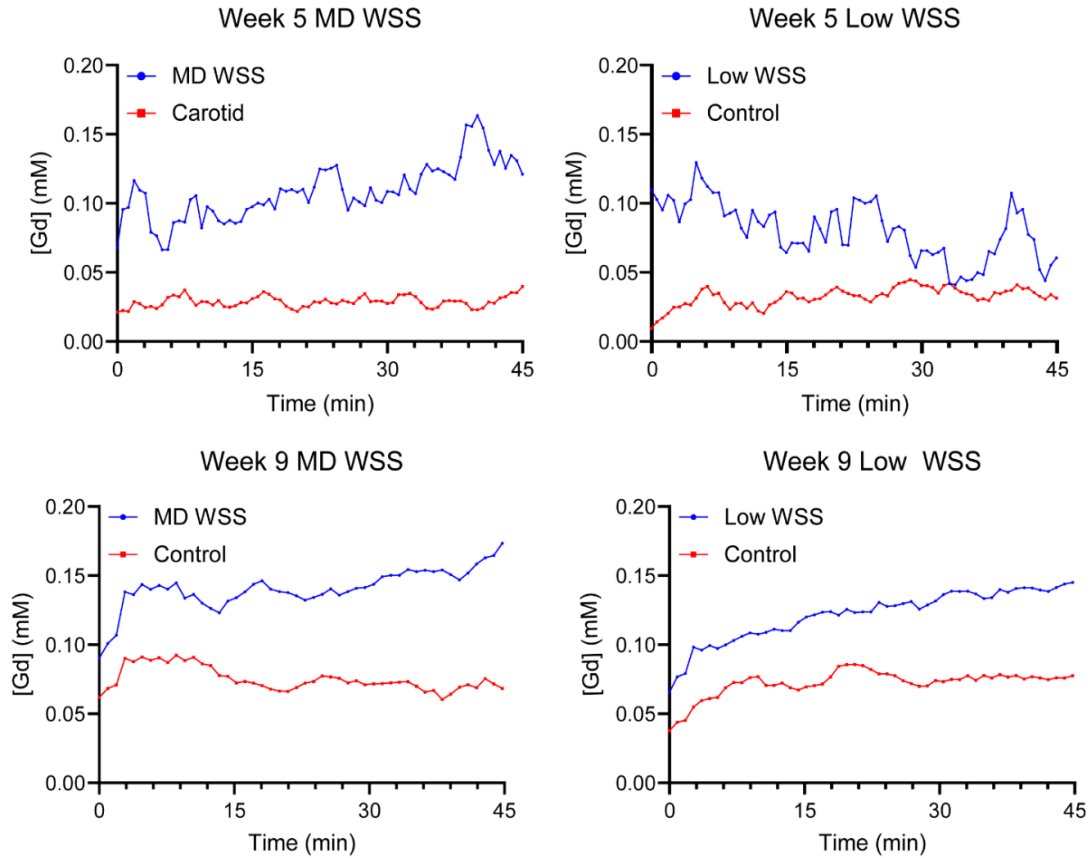 Week 5 MD WSS
0.20
0.15
0.10
0.05
0.00
[Gd] (mM)
MD WSS
Carotid
0
15
30
45
Time (min)
Week 5 Low WSS
0.20
0.15
0.10
0.05
0.00
[Gd] (mM)
Low WSS
Control
0
15
30
45
Time (min)
Week 9 MD WSS
0.20
0.15
0.10
0.05
0.00
[Gd] (mM)
MD WSS
Control
0
15
30
45
Time (min)
Week 9 Low WSS
0.20
0.15
0.10
0.05
0.00
[Gd] (mM)
Low WSS
Control
0
15
30
45
Time (min)